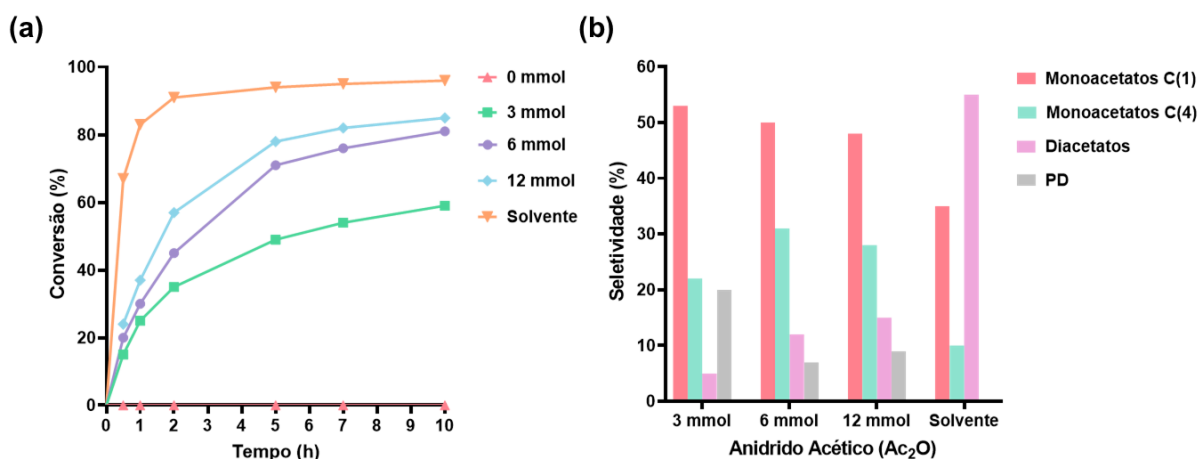 (a)
100
80
60
40
20
0
Conversão (%)
0 1 2 3 4 5 6 7 8 9 10
Tempo (h)
0 mmol
3 mmol
6 mmol
12 mmol
Solvente
(b)
60
50
40
30
20
10
0
Seletividade (%)
3 mmol 6 mmol 12 mmol Solvente
Anidrido Acético (Ac₂O)
Monoacetatos C(1)
Monoacetatos C(4)
Diacetatos
PD